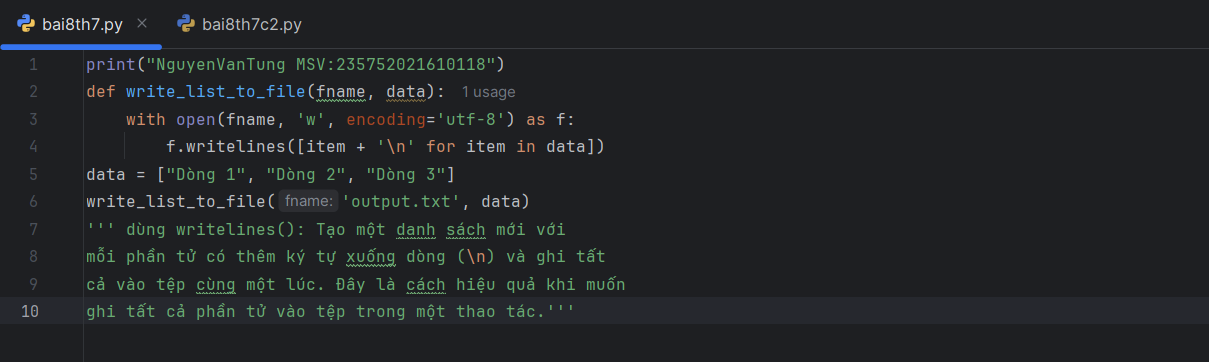 bai8th7.py × bai8th7c2.py
1 print("NguyenVanTung MSV:235752021610118")
2 def write_list_to_file(fname, data): 1 usage
3     with open(fname, 'w', encoding='utf-8') as f:
4         f.writelines([item + '\n' for item in data])
5 data = ["Dòng 1", "Dòng 2", "Dòng 3"]
6 write_list_to_file( fname: 'output.txt', data)
7 ''' dùng writelines(): Tạo một danh sách mới với
8 mỗi phần tử có thêm ký tự xuống dòng (\n) và ghi tất
9 cả vào tệp cùng một lúc. Đây là cách hiệu quả khi muốn
10 ghi tất cả phần tử vào tệp trong một thao tác.'''